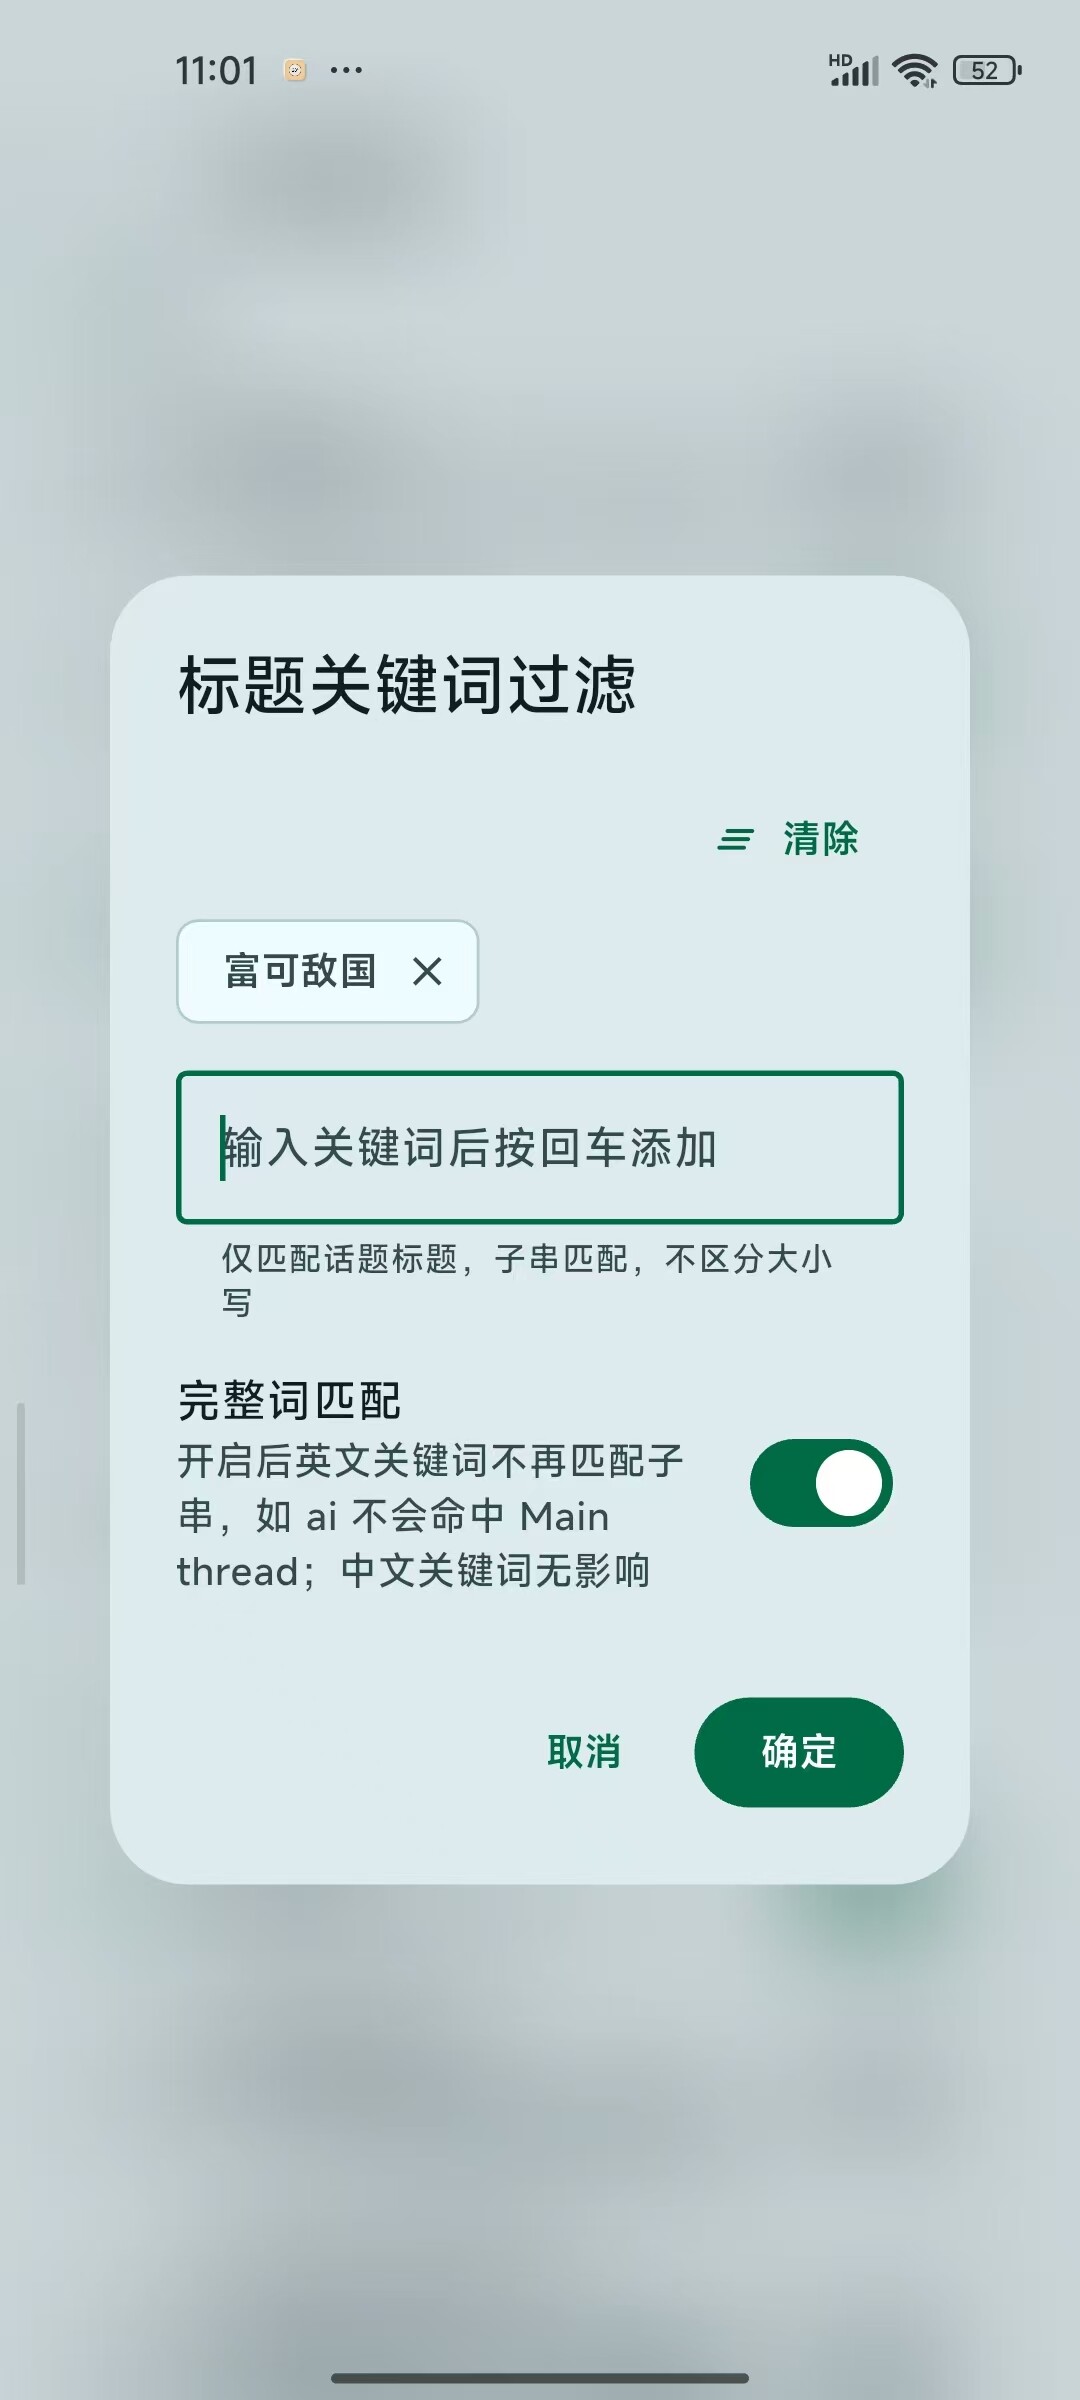 11:01 ··· HD 52
标题关键词过滤
清除
富可敌国
输入关键词后按回车添加
仅匹配话题标题，子串匹配，不区分大小
写
完整词匹配
开启后英文关键词不再匹配子
串，如 ai 不会命中 Main
thread；中文关键词无影响
取消 确定